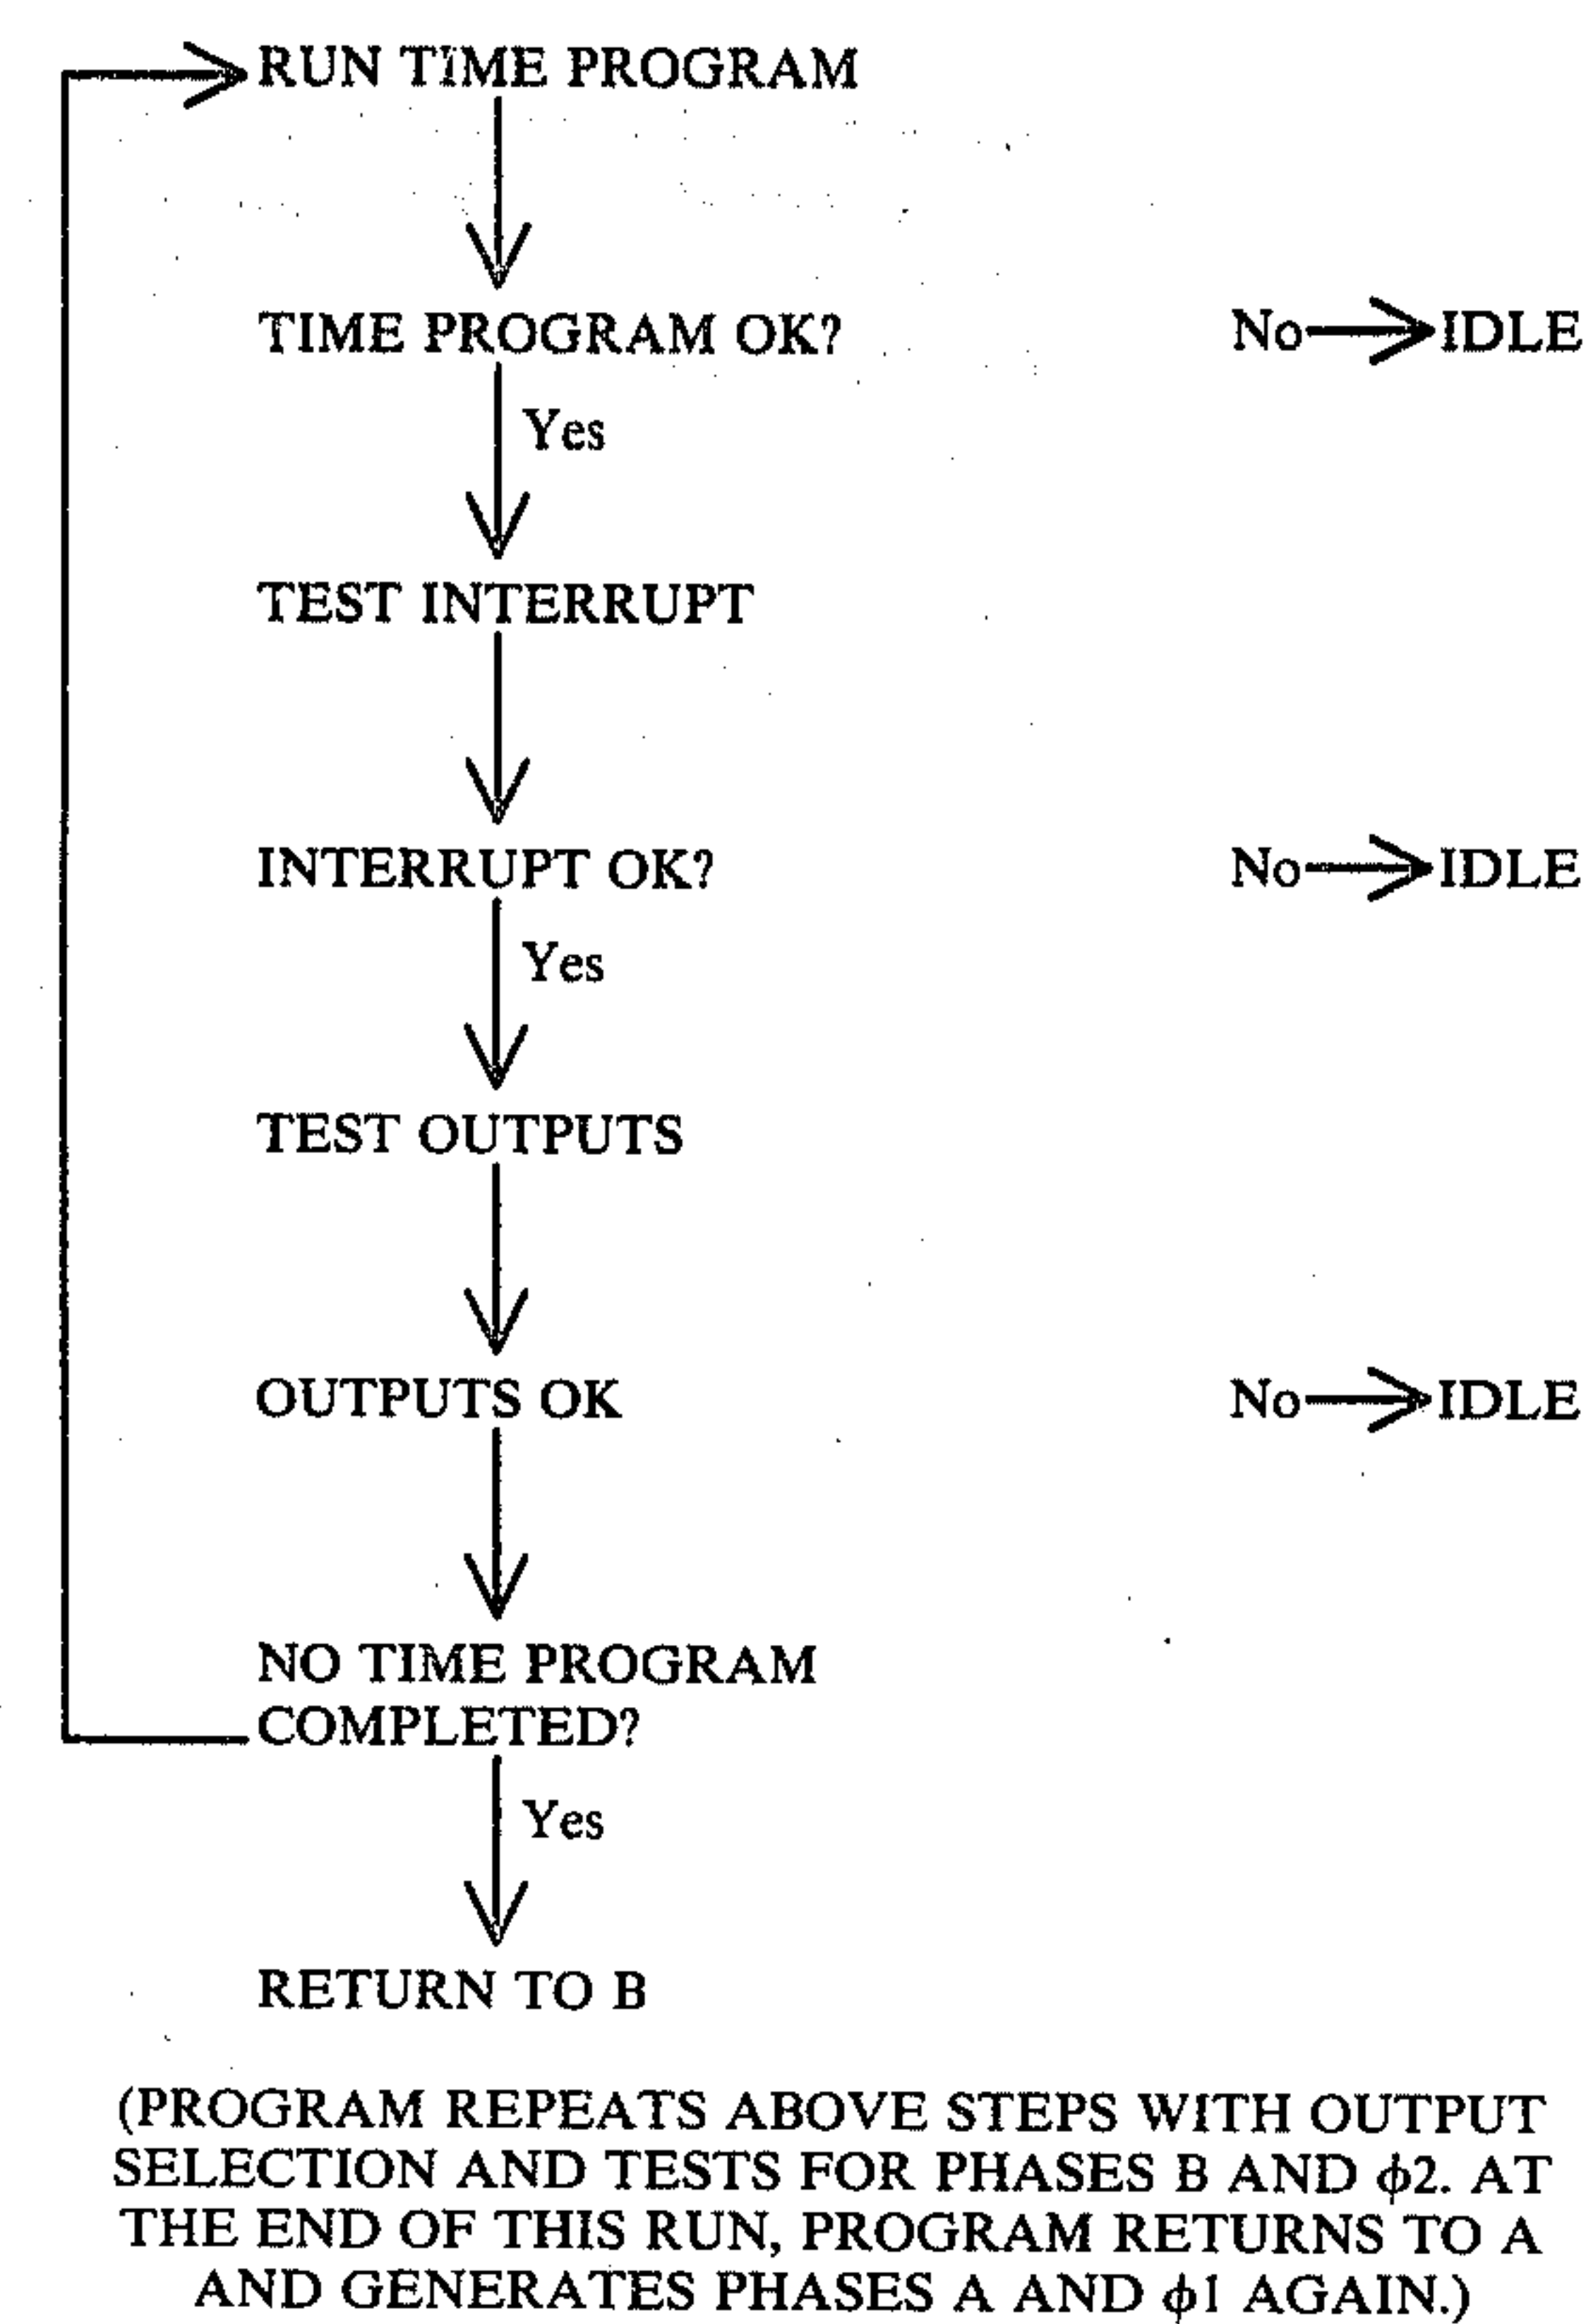 RUN TIME PROGRAM
TIME PROGRAM OK?
No
IDLE
Yes
TEST INTERRUPT
INTERRUPT OK?
No
IDLE
Yes
TEST OUTPUTS
OUTPUTS OK
No
IDLE
NO TIME PROGRAM
COMPLETED?
Yes
RETURN TO B
(PROGRAM REPEATS ABOVE STEPS WITH OUTPUT
SELECTION AND TESTS FOR PHASES B AND ϕ2. AT
THE END OF THIS RUN, PROGRAM RETURNS TO A
AND GENERATES PHASES A AND ϕ1 AGAIN.)